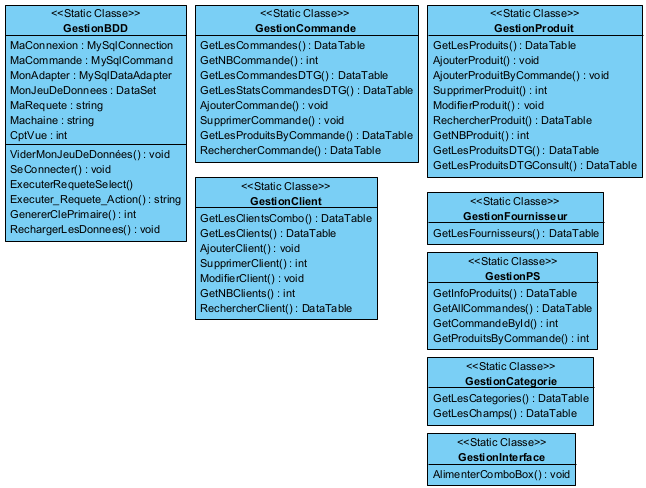 <<Static Classe>>
GestionBDD
MaConnexion : MySqlConnection
MaCommande : MySqlCommand
MonAdapter : MySqlDataAdapter
MonJeuDeDonnees : DataSet
MaRequete : string
Machaine : string
CptVue : int
ViderMonJeuDeDonnées() : void
SeConnecter() : void
ExecuterRequeteSelect()
Executer_Requete_Action() : string
GenererClePrimaire() : int
RechargerLesDonnees() : void
<<Static Classe>>
GestionCommande
GetLesCommandes() : DataTable
GetNBCommande() : int
GetLesCommandesDTG() : DataTable
GetLesStatsCommandesDTG() : DataTable
AjouterCommande() : void
SupprimerCommande() : void
GetLesProduitsByCommande() : DataTable
RechercherCommande() : DataTable
<<Static Classe>>
GestionClient
GetLesClientsCombo() : DataTable
GetLesClients() : DataTable
AjouterClient() : void
SupprimerClient() : int
ModifierClient() : void
GetNBClients() : int
RechercherClient() : DataTable
<<Static Classe>>
GestionProduit
GetLesProduits() : DataTable
AjouterProduit() : void
AjouterProduitByCommande() : void
SupprimerProduit() : int
ModifierProduit() : void
RechercherProduit() : DataTable
GetNBProduit() : int
GetLesProduitsDTG() : DataTable
GetLesProduitsDTGConsult() : DataTable
<<Static Classe>>
GestionFournisseur
GetLesFournisseurs() : DataTable
<<Static Classe>>
GestionPS
GetInfoProduits() : DataTable
GetAllCommandes() : DataTable
GetCommandeById() : int
GetProduitsByCommande() : int
<<Static Classe>>
GestionCategorie
GetLesCategories() : DataTable
GetLesChamps() : DataTable
<<Static Classe>>
GestionInterface
AlimenterComboBox() : void